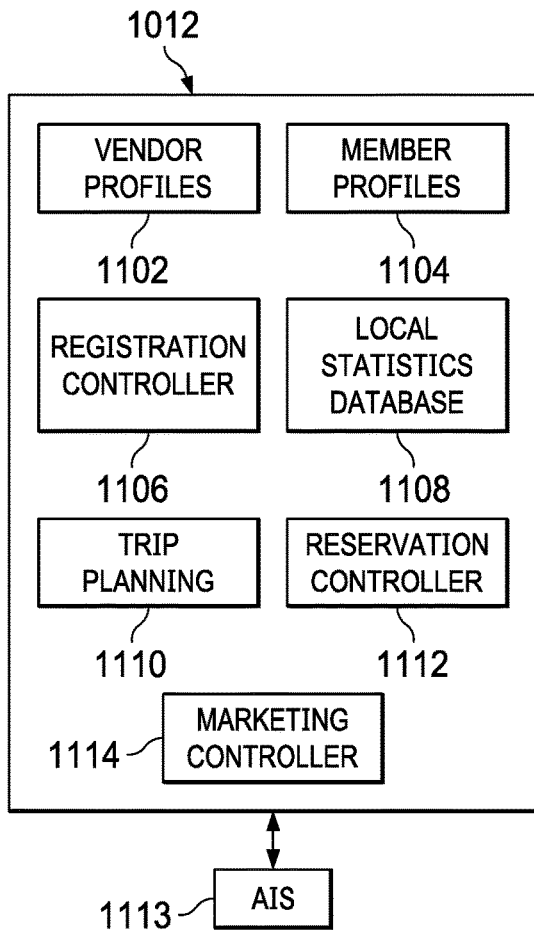 1012
VENDOR
PROFILES
1102
MEMBER
PROFILES
1104
REGISTRATION
CONTROLLER
1106
LOCAL
STATISTICS
DATABASE
1108
TRIP
PLANNING
1110
RESERVATION
CONTROLLER
1112
1114
MARKETING
CONTROLLER
1113
AIS